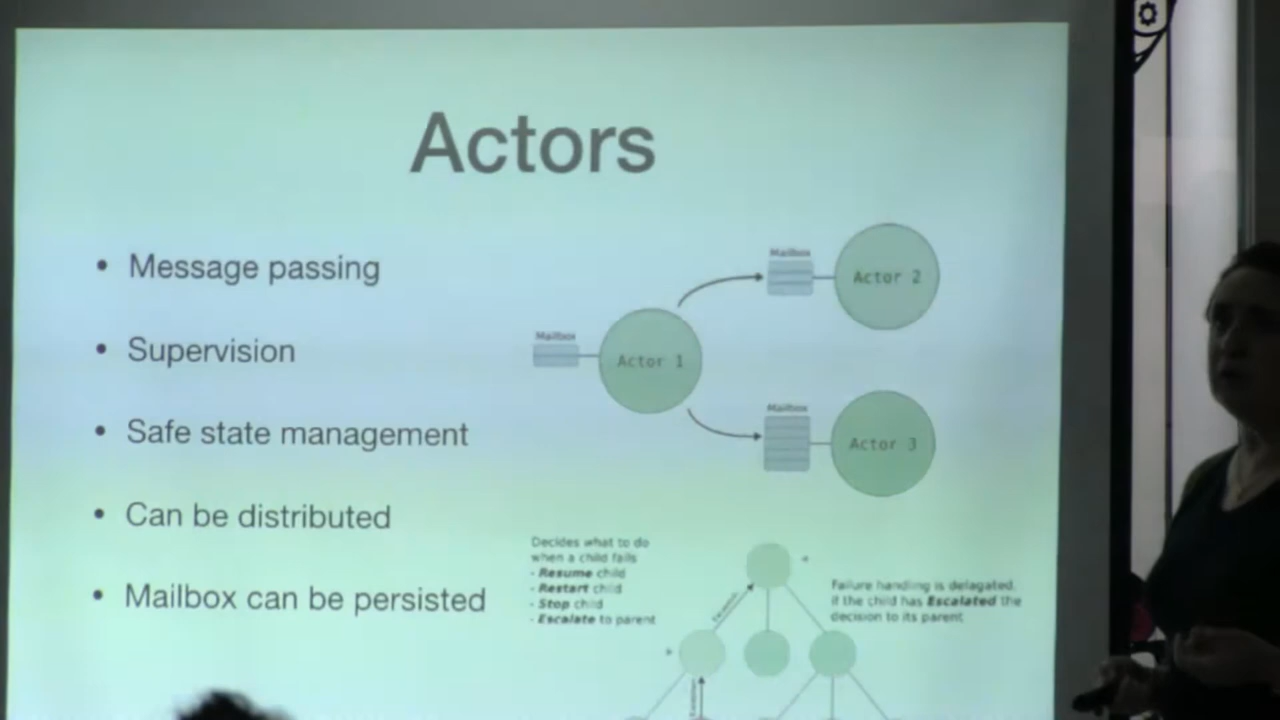 Actors
• Message passing
• Supervision
• Safe state management
• Can be distributed
• Mailbox can be persisted
Mailbox
Actor 2
Mailbox
Actor 1
Mailbox
Actor 3
Decides what to do
when a child fails
- Resume child
- Restart child
- Stop child
- Escalate to parent
Failure handling is delagated,
if the child has Escalated the
decision to its parent